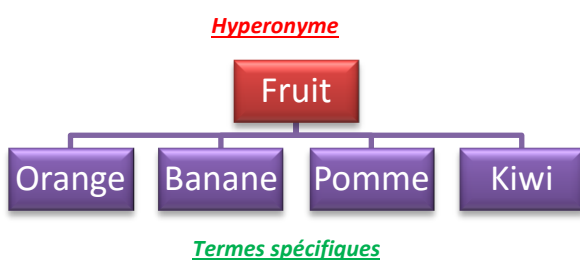 Hyperonyme
Fruit
Orange Banane Pomme Kiwi
Termes spécifiques